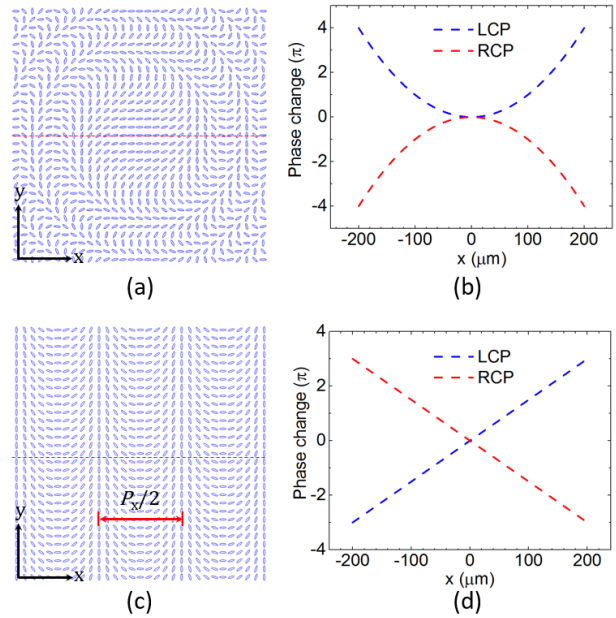 y
x
(a)
4
2
0
-2
-4
Phase change (π)
LCP
RCP
-200 -100 0 100 200
x (μm)
(b)
Pₓ/2
y
x
(c)
4
2
0
-2
-4
Phase change (π)
LCP
RCP
-200 -100 0 100 200
x (μm)
(d)